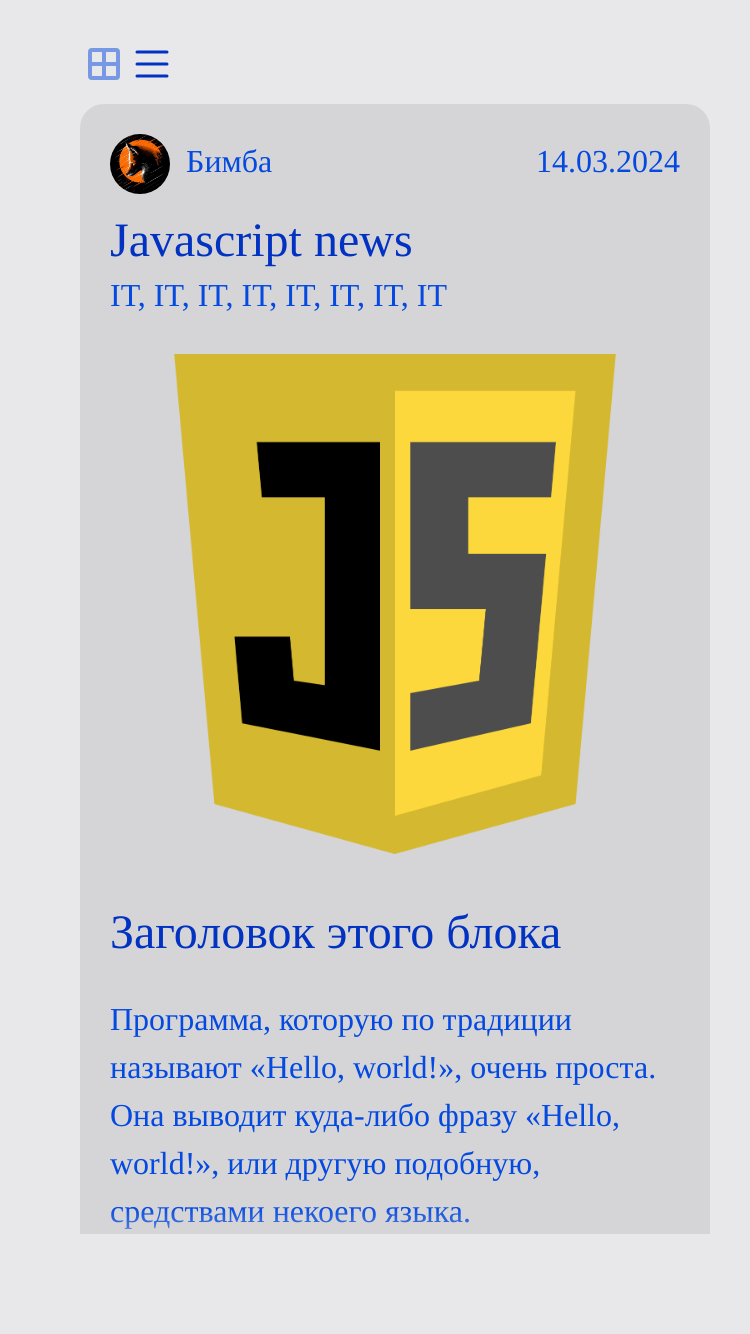 Бимба 14.03.2024
Javascript news
IT, IT, IT, IT, IT, IT, IT, IT
JS
Заголовок этого блока
Программа, которую по традиции
называют «Hello, world!», очень проста.
Она выводит куда-либо фразу «Hello,
world!», или другую подобную,
средствами некоего языка.